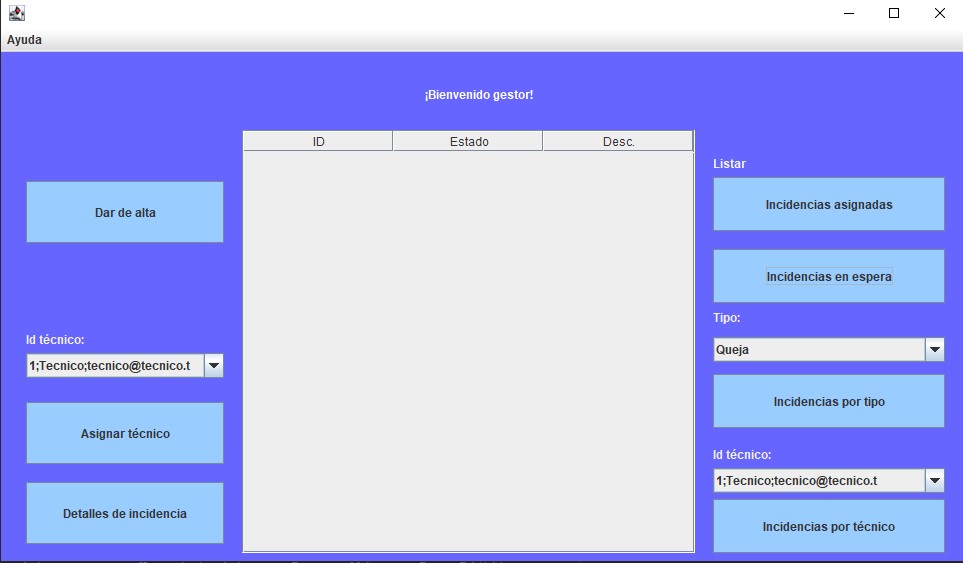 Ayuda
¡Bienvenido gestor!
ID Estado Desc.
Dar de alta
Id técnico:
1;Tecnico;tecnico@tecnico.t
Asignar técnico
Detalles de incidencia
Listar
Incidencias asignadas
Incidencias en espera
Tipo:
Queja
Incidencias por tipo
Id técnico:
1;Tecnico;tecnico@tecnico.t
Incidencias por técnico